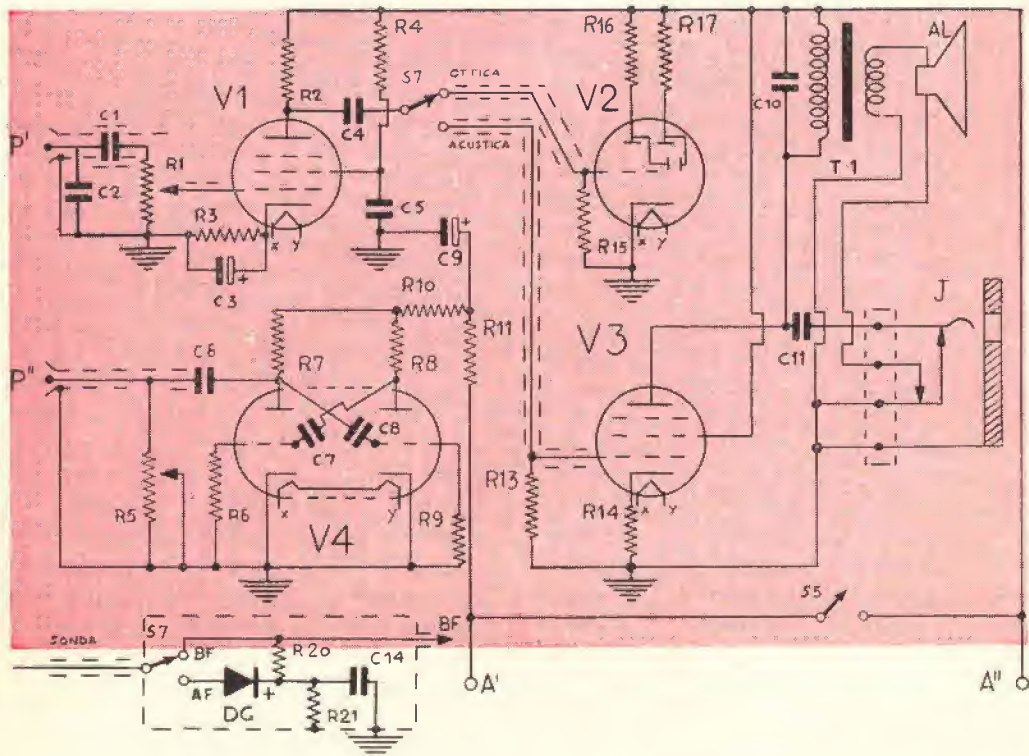 R4
R16
R17
AL
V1
R2
S7
OTTICA
V2
C10
P'
C1
C4
ACUSTICA
T1
C2
R1
R3
x y
C5
C9
+
R15
x y
C3
+
R10
R11
V3
J
C11
P"
C6
R7
R8
C8
C7
R13
R14
x y
R5
R6
x
y
R9
V4
S5
SONDA
S7
BF
BF
R20
C14
AF
+
DG
R21
A'
A"